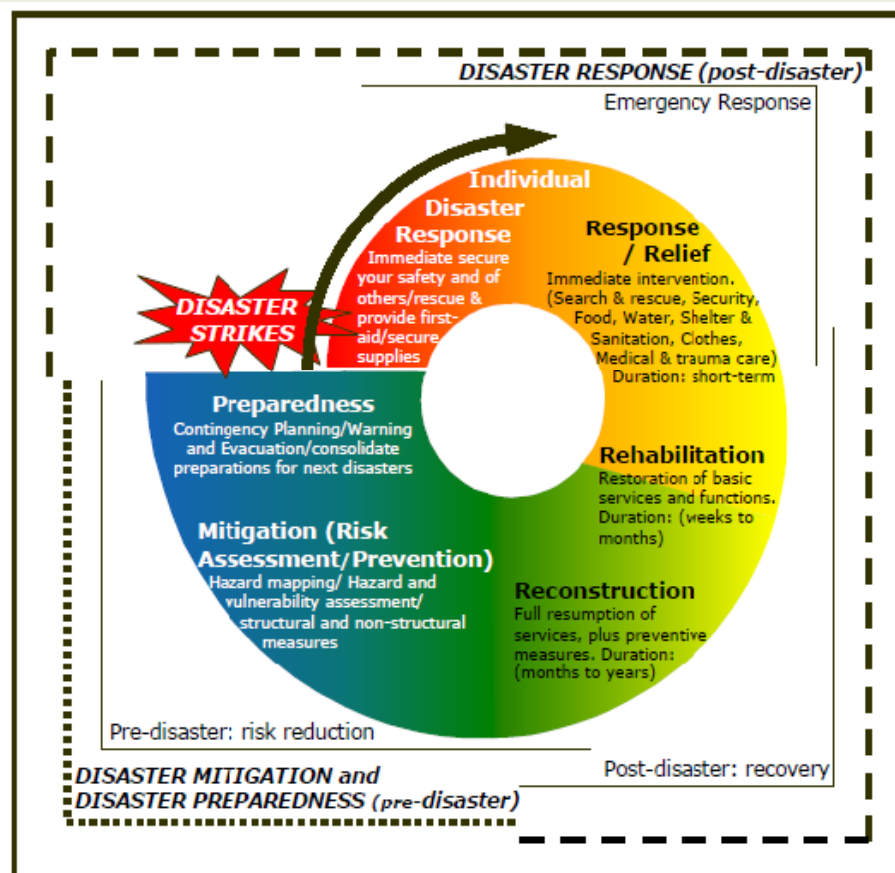 DISASTER RESPONSE (post-disaster)
Emergency Response
Individual
Disaster
Response
Immediate secure
your safety and of
others/rescue &
provide first-
aid/secure
supplies
Response
/ Relief
Immediate intervention.
(Search & rescue, Security,
Food, Water, Shelter &
Sanitation, Clothes,
Medical & trauma care)
Duration: short-term
DISASTER
STRIKES
Preparedness
Contingency Planning/Warning
and Evacuation/consolidate
preparations for next disasters
Rehabilitation
Restoration of basic
services and functions.
Duration: (weeks to
months)
Mitigation (Risk
Assessment/Prevention)
Hazard mapping/ Hazard and
vulnerability assessment/
structural and non-structural
measures
Reconstruction
Full resumption of
services, plus preventive
measures. Duration:
(months to years)
Pre-disaster: risk reduction
Post-disaster: recovery
DISASTER MITIGATION and
DISASTER PREPAREDNESS (pre-disaster)